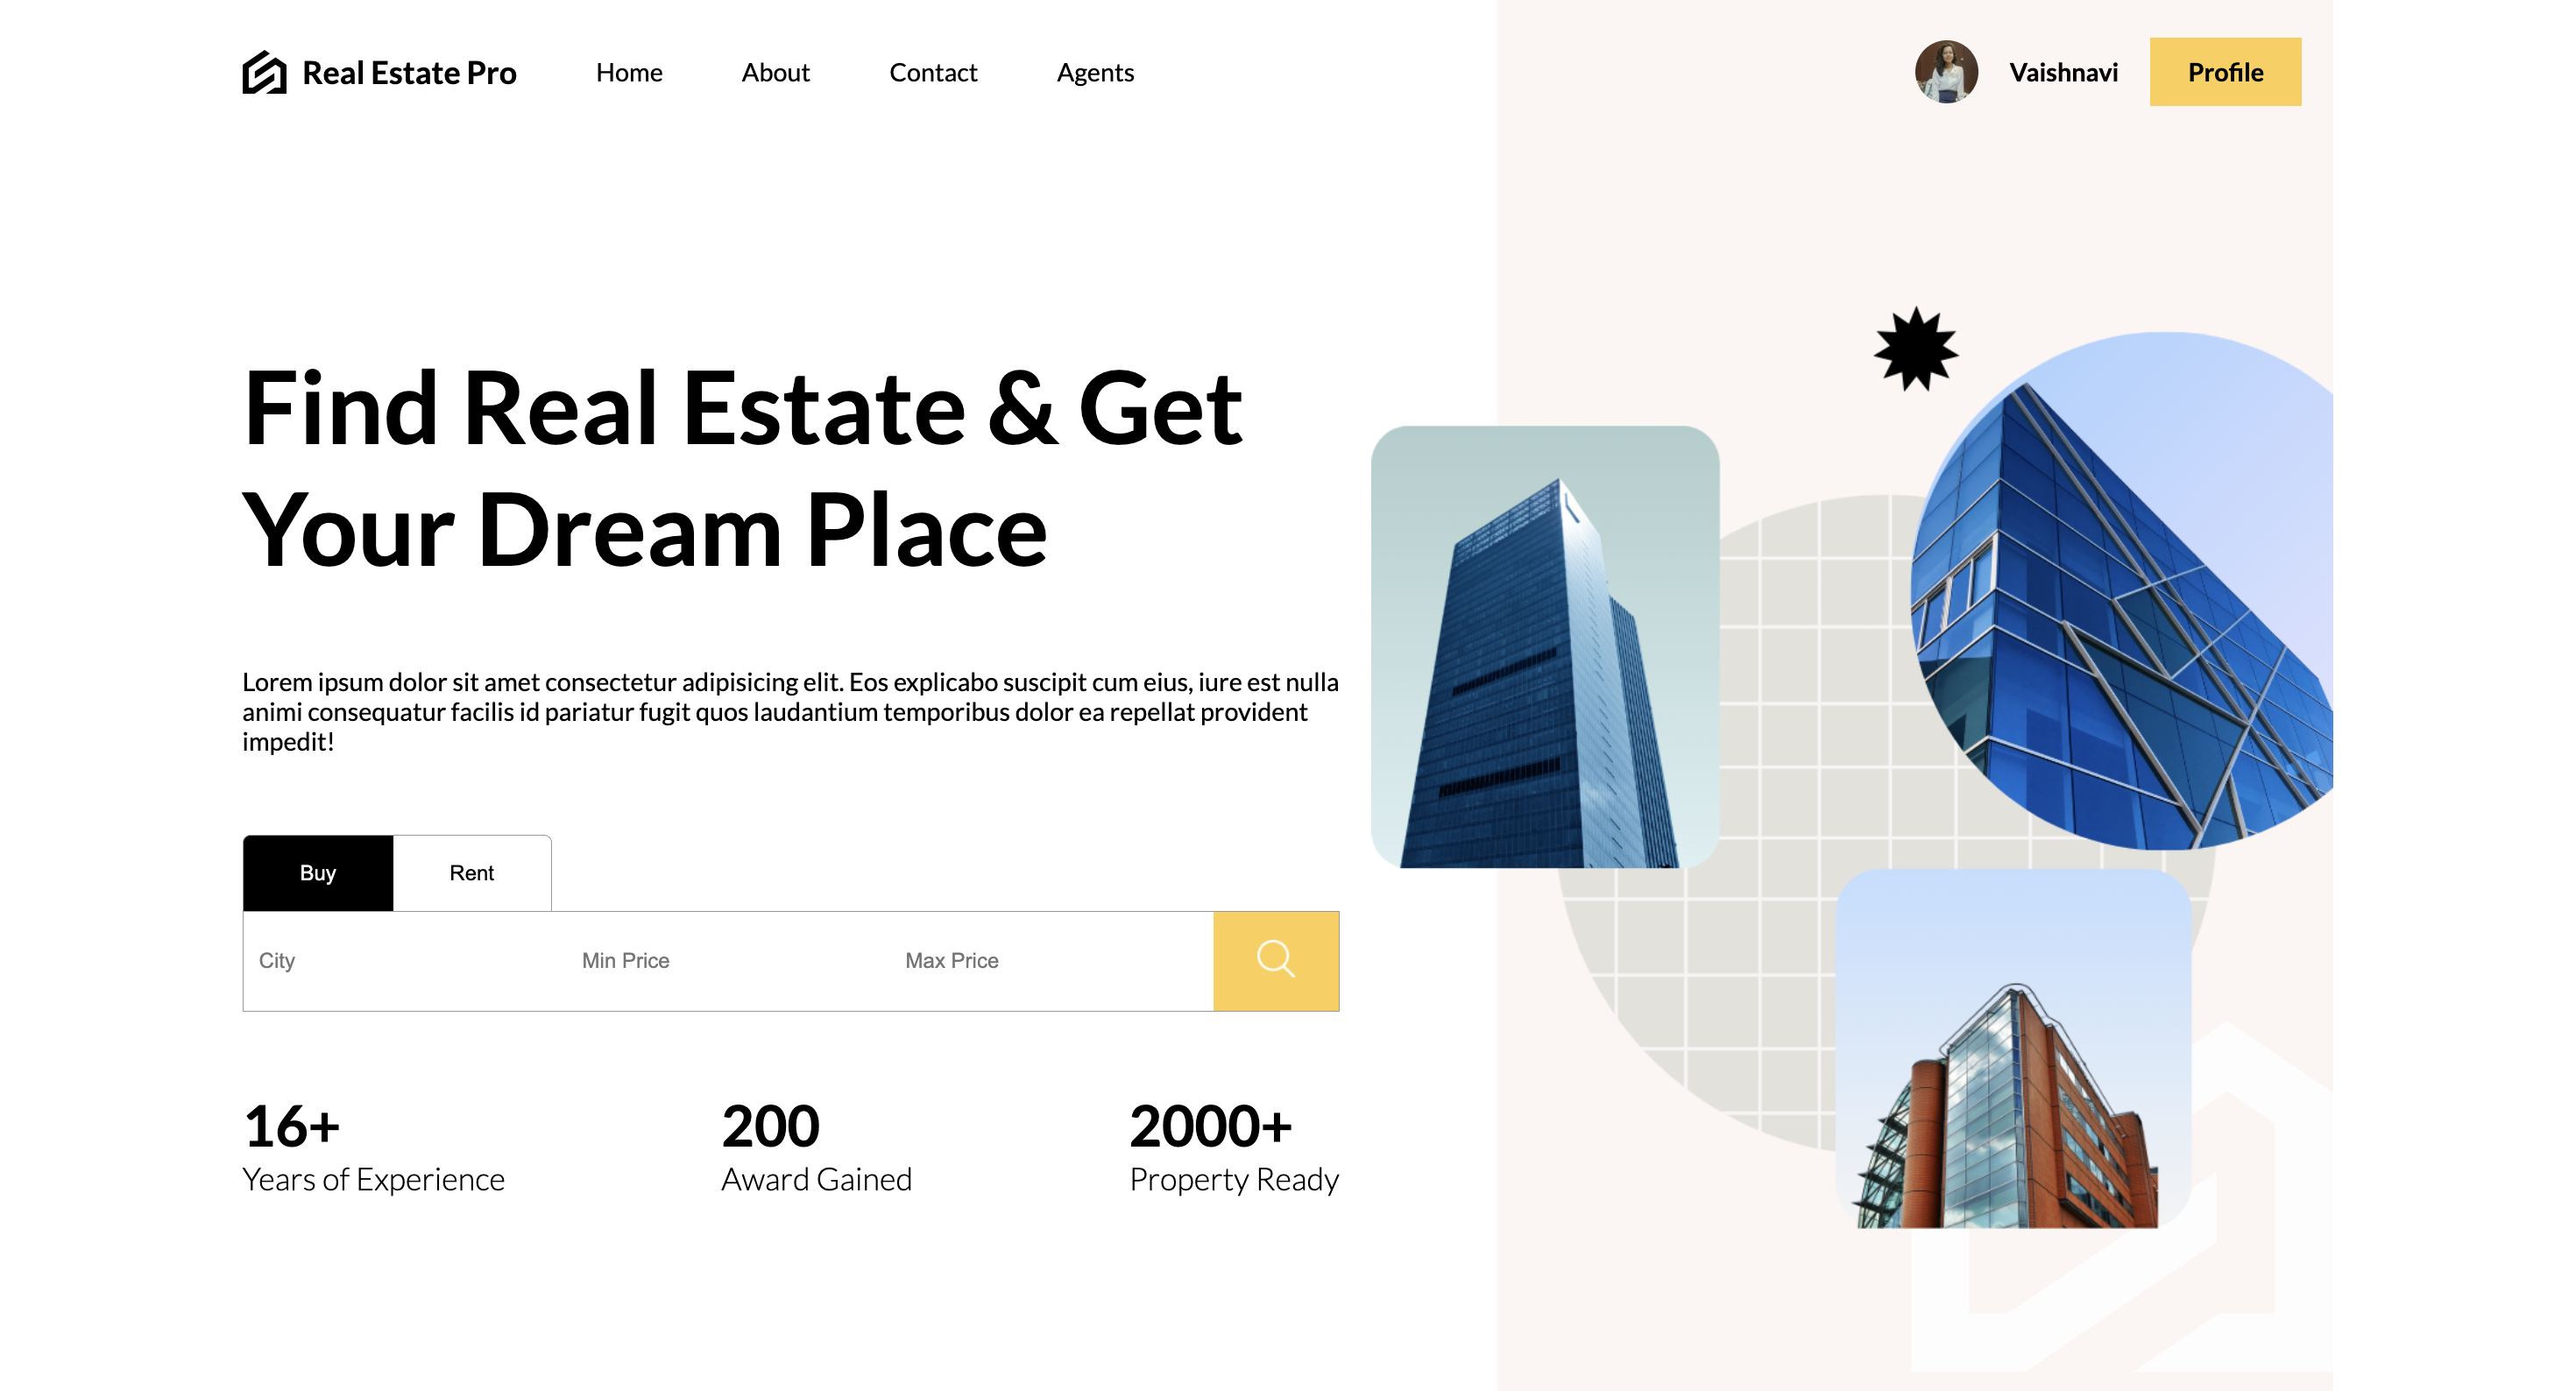 Real Estate Pro
Home
About
Contact
Agents
Vaishnavi
Profile
Find Real Estate & Get
Your Dream Place
Lorem ipsum dolor sit amet consectetur adipisicing elit. Eos explicabo suscipit cum eius, iure est nulla
animi consequatur facilis id pariatur fugit quos laudantium temporibus dolor ea repellat provident
impedit!
Buy
Rent
City
Min Price
Max Price
16+
Years of Experience
200
Award Gained
2000+
Property Ready